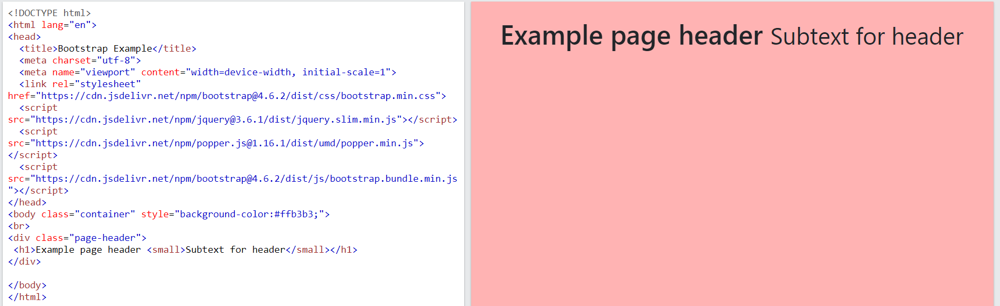 <!DOCTYPE html>
<html lang="en">
<head>
  <title>Bootstrap Example</title>
  <meta charset="utf-8">
  <meta name="viewport" content="width=device-width, initial-scale=1">
  <link rel="stylesheet"
href="https://cdn.jsdelivr.net/npm/bootstrap@4.6.2/dist/css/bootstrap.min.css">
  <script
src="https://cdn.jsdelivr.net/npm/jquery@3.6.1/dist/jquery.slim.min.js"></script>
  <script
src="https://cdn.jsdelivr.net/npm/popper.js@1.16.1/dist/umd/popper.min.js">
</script>
  <script
src="https://cdn.jsdelivr.net/npm/bootstrap@4.6.2/dist/js/bootstrap.bundle.min.js
"></script>
</head>
<body class="container" style="background-color:#ffb3b3;">
<br>
<div class="page-header">
 <h1>Example page header <small>Subtext for header</small></h1>
</div>

</body>
</html>
Example page header Subtext for header